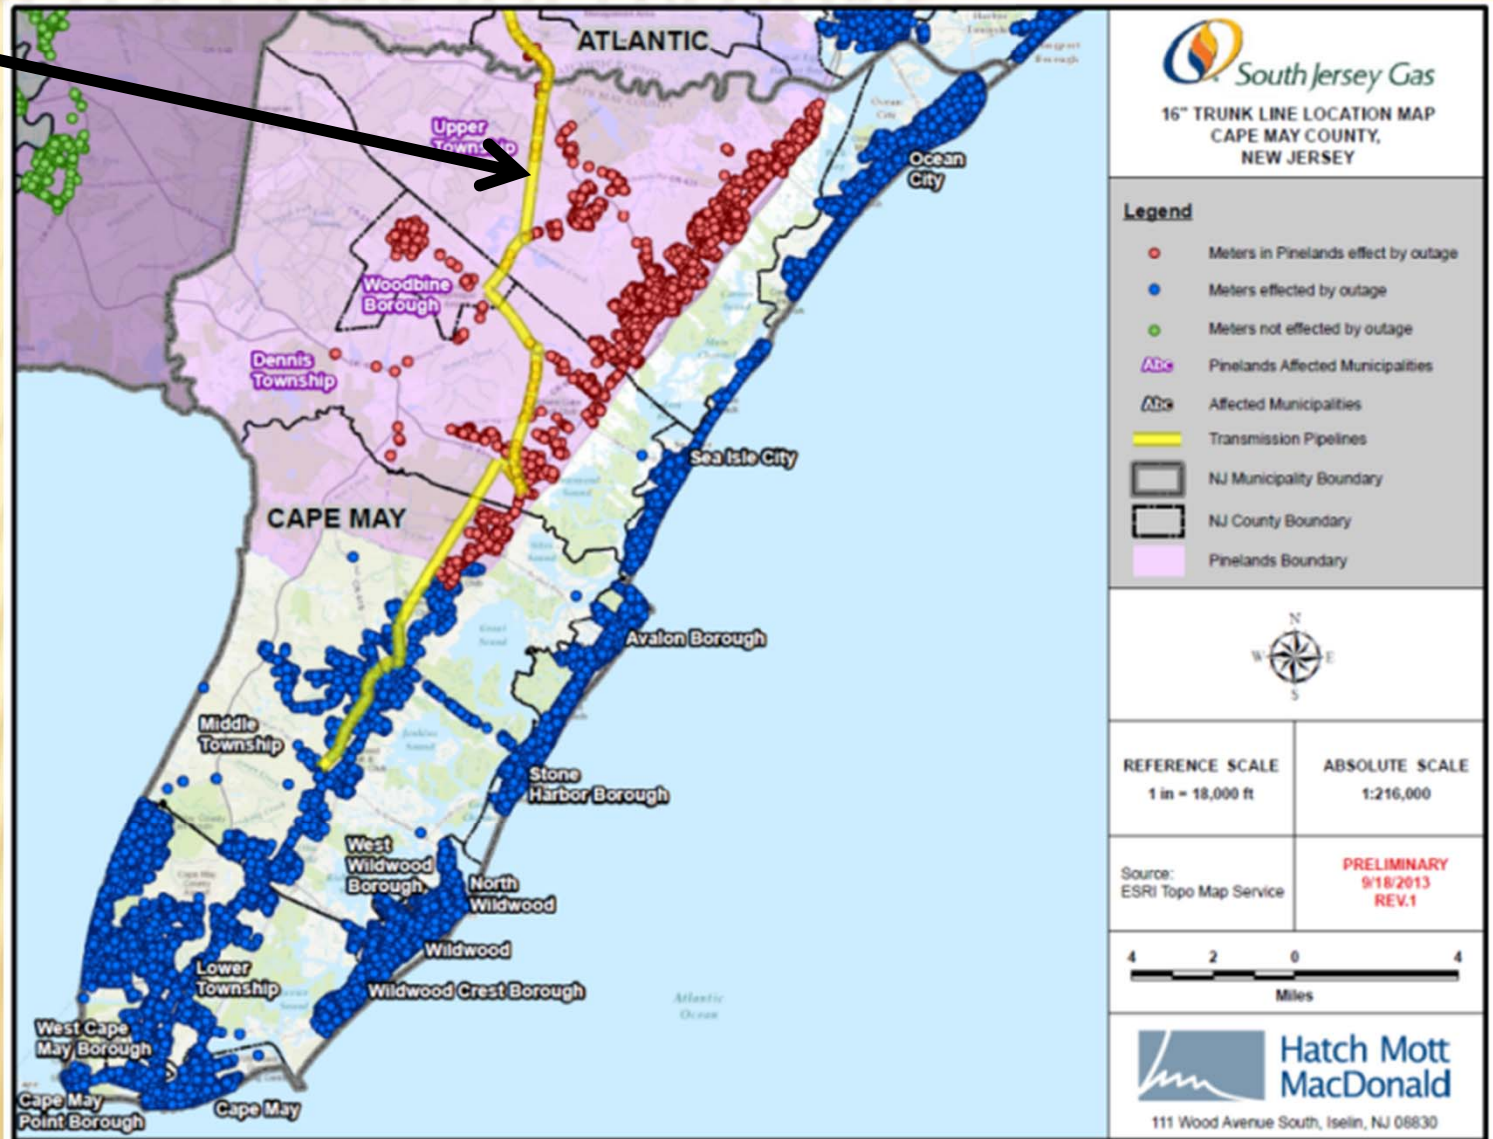 ATLANTIC
Upper
Township
Ocean
City
Ocean
City
Woodbine
Borough
Dennis
Township
Sea Isle City
CAPE MAY
Avalon Borough
Middle
Township
Stone
Harbor Borough
West
Wildwood
Borough
North
Wildwood
Wildwood
Lower
Township
Wildwood Crest Borough
Atlantic
Ocean
West Cape
May Borough
Cape May
Point Borough
Cape May
South Jersey Gas
16" TRUNK LINE LOCATION MAP
CAPE MAY COUNTY,
NEW JERSEY
Legend
Meters in Pinelands effect by outage
Meters effected by outage
Meters not effected by outage
Abc Pinelands Affected Municipalities
Abc Affected Municipalities
Transmission Pipelines
NJ Municipality Boundary
NJ County Boundary
Pinelands Boundary
N
W E
S
REFERENCE SCALE
1 in = 18,000 ft
ABSOLUTE SCALE
1:216,000
Source:
ESRI Topo Map Service
PRELIMINARY
9/18/2013
REV.1
4 2 0 4
Miles
Hatch Mott
MacDonald
111 Wood Avenue South, Iselin, NJ 08830